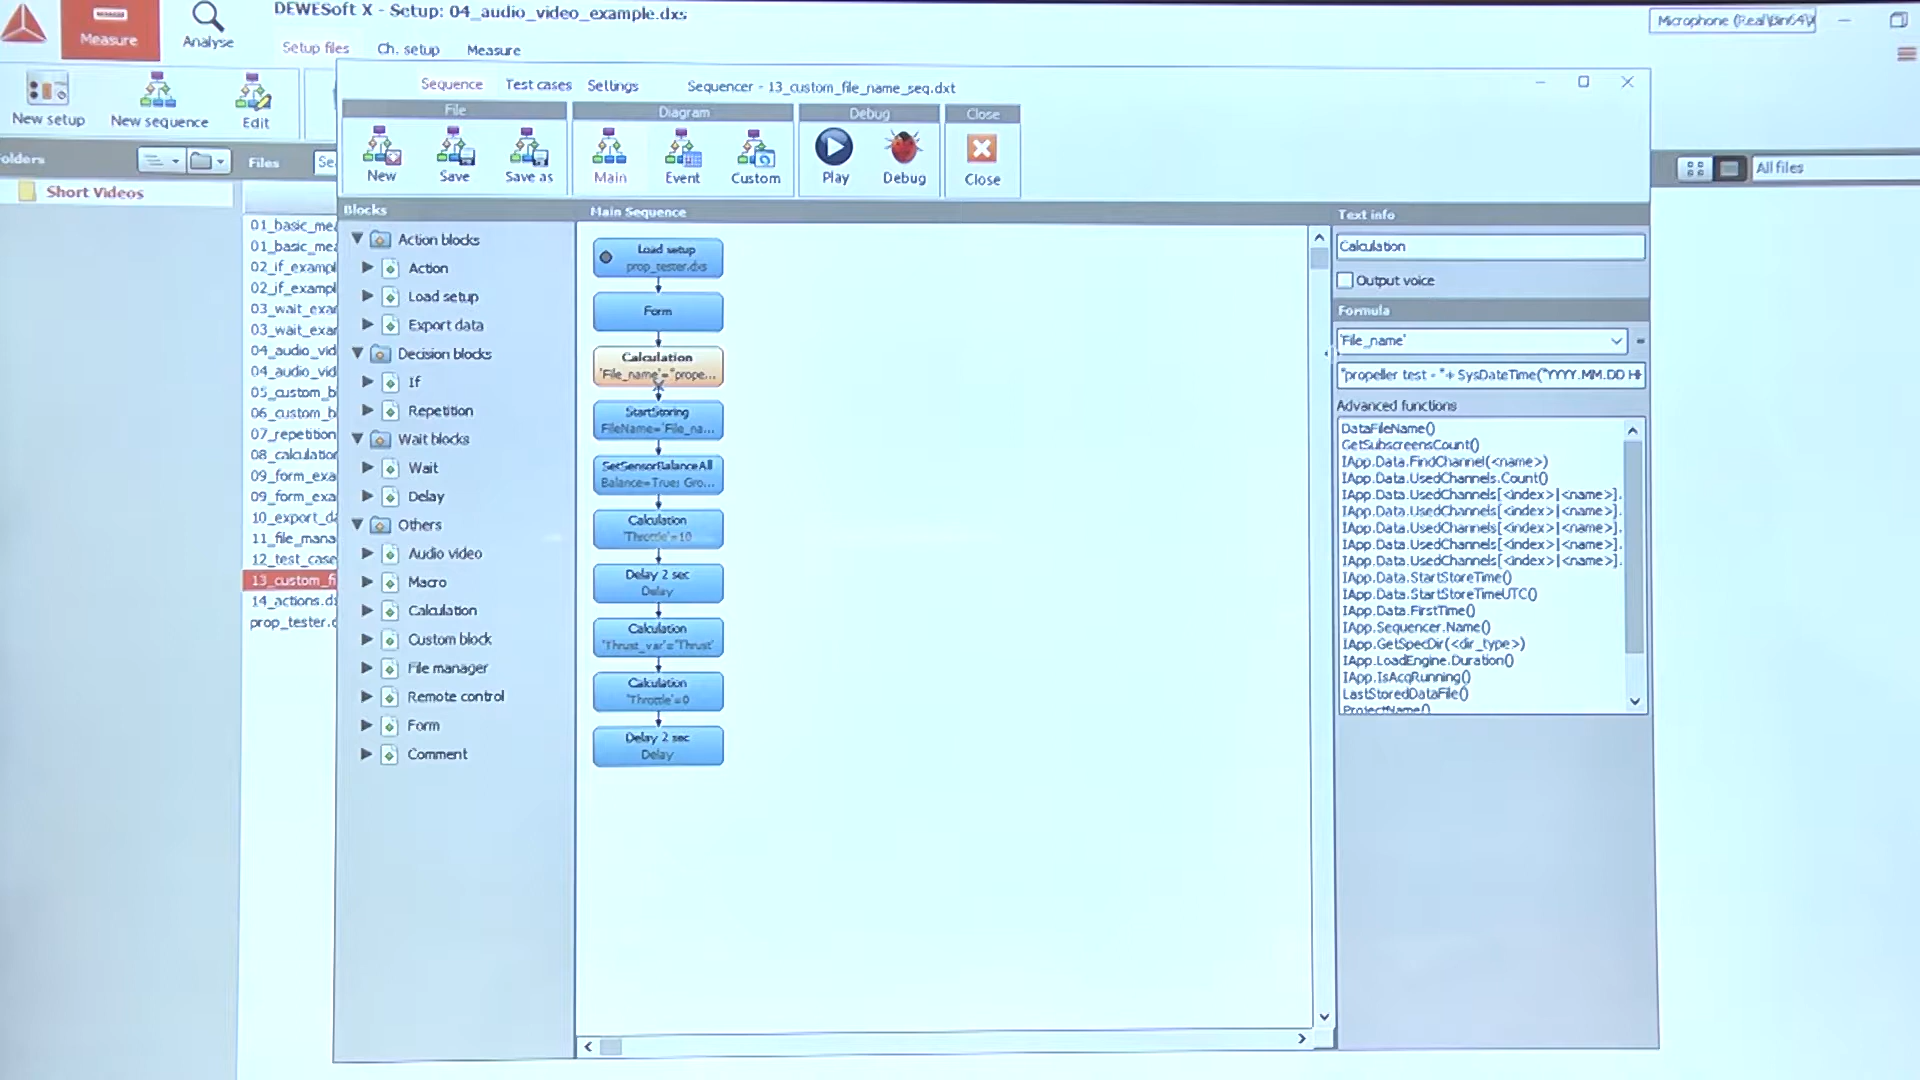 DEWESoft X - Setup: 04_audio_video_example.dxs
Measure
Analyse
Setup files
Ch. setup
Measure
New setup
New sequence
Edit
Folders
Files
All files
Short Videos
01_basic_mea
01_basic_mea
02_if_exampl
02_if_exampl
03_wait_exar
03_wait_exar
04_audio_vid
04_audio_vid
05_custom_b
06_custom_b
07_repetition
08_calculation
09_form_exa
09_form_exa
10_export_da
11_file_mana
12_test_case
13_custom_fi
14_actions.dx
prop_tester.d
Sequence
Test cases
Settings
Sequencer - 13_custom_file_name_seq.dxt
File
Diagram
Debug
Close
New
Save
Save as
Main
Event
Custom
Play
Debug
Close
Blocks
Action blocks
Action
Load setup
Export data
Decision blocks
If
Repetition
Wait blocks
Wait
Delay
Others
Audio video
Macro
Calculation
Custom block
File manager
Remote control
Form
Comment
Main Sequence
Load setup
prop_tester.dxs
Form
Calculation
'File_name'="prope...
StartStoring
FileName='File_na...
SetSensorBalanceAll
Balance=True; Gro...
Calculation
'Throttle'=10
Delay 2 sec
Delay
Calculation
'Thrust_var'='Thrust'
Calculation
'Throttle'=0
Delay 2 sec
Delay
Text info
Calculation
Output voice
Formula
'File_name'
=
"propeller test - "+ SysDateTime("YYYY.MM.DD HH
Advanced functions
DataFileName()
GetSubscreensCount()
IApp.Data.FindChannel(<name>)
IApp.Data.UsedChannels.Count()
IApp.Data.UsedChannels[<index>|<name>].
IApp.Data.UsedChannels[<index>|<name>].
IApp.Data.UsedChannels[<index>|<name>].
IApp.Data.UsedChannels[<index>|<name>].
IApp.Data.UsedChannels[<index>|<name>].
IApp.Data.StartStoreTime()
IApp.Data.StartStoreTimeUTC()
IApp.Data.FirstTime()
IApp.Sequencer.Name()
IApp.GetSpecDir(<dir_type>)
IApp.LoadEngine.Duration()
IApp.IsAcqRunning()
LastStoredDataFile()
ProjectName()